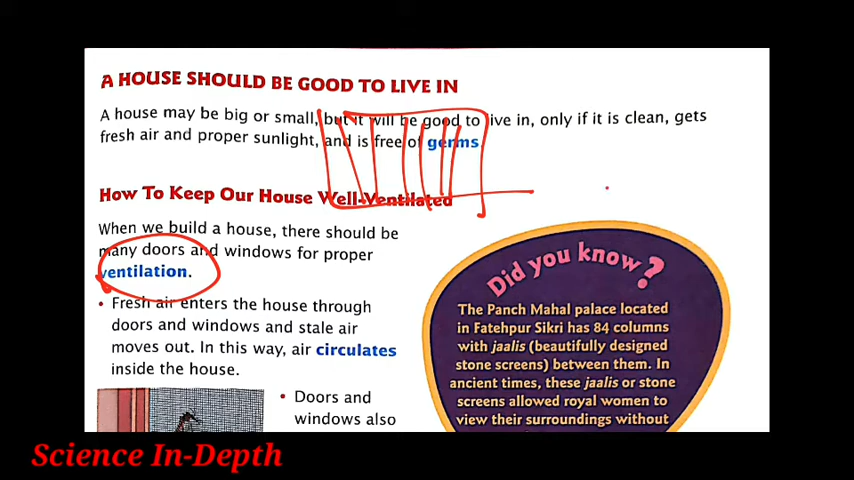 A HOUSE SHOULD BE GOOD TO LIVE IN
A house may be big or small, but it will be good to live in, only if it is clean, gets
fresh air and proper sunlight, and is free of germs.
How To Keep Our House Well-Ventilated
When we build a house, there should be
many doors and windows for proper
ventilation.
• Fresh air enters the house through
doors and windows and stale air
moves out. In this way, air circulates
inside the house.
• Doors and
windows also
Did you know?
The Panch Mahal palace located
in Fatehpur Sikri has 84 columns
with jaalis (beautifully designed
stone screens) between them. In
ancient times, these jaalis or stone
screens allowed royal women to
view their surroundings without
Science In-Depth